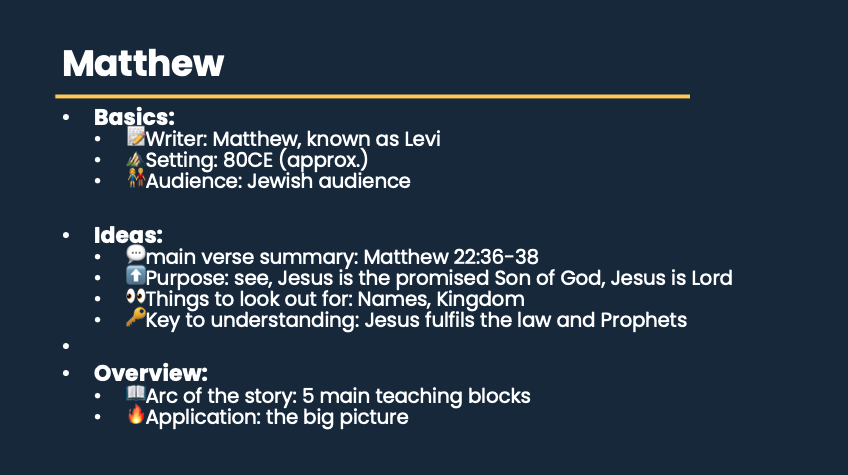 Matthew
• Basics:
• 📝Writer: Matthew, known as Levi
• ⛰️Setting: 80CE (approx.)
• 👫Audience: Jewish audience
• Ideas:
• 💬main verse summary: Matthew 22:36-38
• ⬆️Purpose: see, Jesus is the promised Son of God, Jesus is Lord
• 👀Things to look out for: Names, Kingdom
• 🔑Key to understanding: Jesus fulfils the law and Prophets
•
• Overview:
• 📖Arc of the story: 5 main teaching blocks
• 🔥Application: the big picture